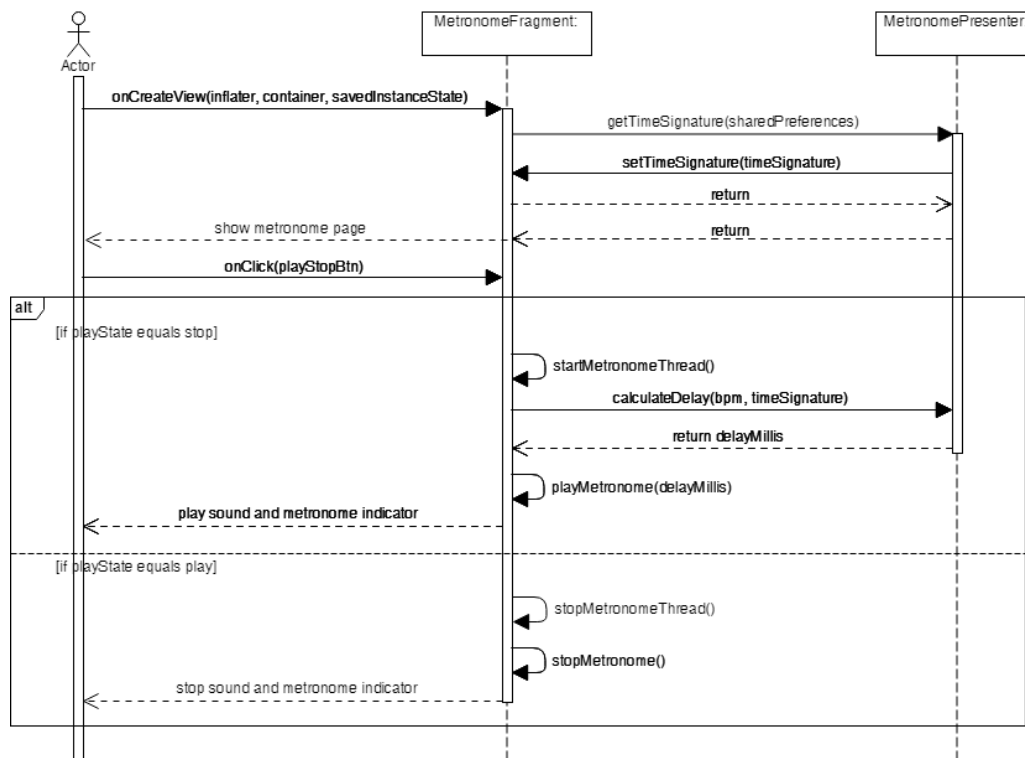 MetronomeFragment:
MetronomePresenter
Actor
onCreateView(inflater, container, savedInstanceState)
getTimeSignature(sharedPreferences)
setTimeSignature(timeSignature)
return
show metronome page
return
onClick(playStopBtn)
alt
[if playState equals stop]
startMetronomeThread()
calculateDelay(bpm, timeSignature)
return delayMillis
playMetronome(delayMillis)
play sound and metronome indicator
[if playState equals play]
stopMetronomeThread()
stopMetronome()
stop sound and metronome indicator